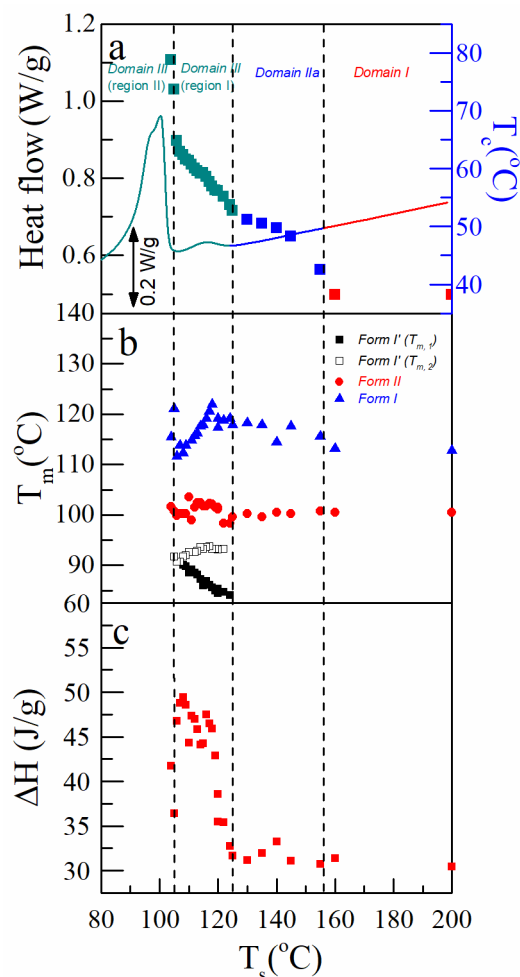 a
Domain III
(region II)
Domain II
(region I)
Domain IIa
Domain I
Heat flow (W/g)
1.2
1.0
0.8
0.6
0.2 W/g
T_c(°C)
80
70
60
50
40
b
Form I' (T_m,1)
Form I' (T_m,2)
Form II
Form I
T_m(°C)
140
130
120
110
100
90
60
c
ΔH (J/g)
55
50
45
40
35
30
80 100 120 140 160 180 200
T_s(°C)